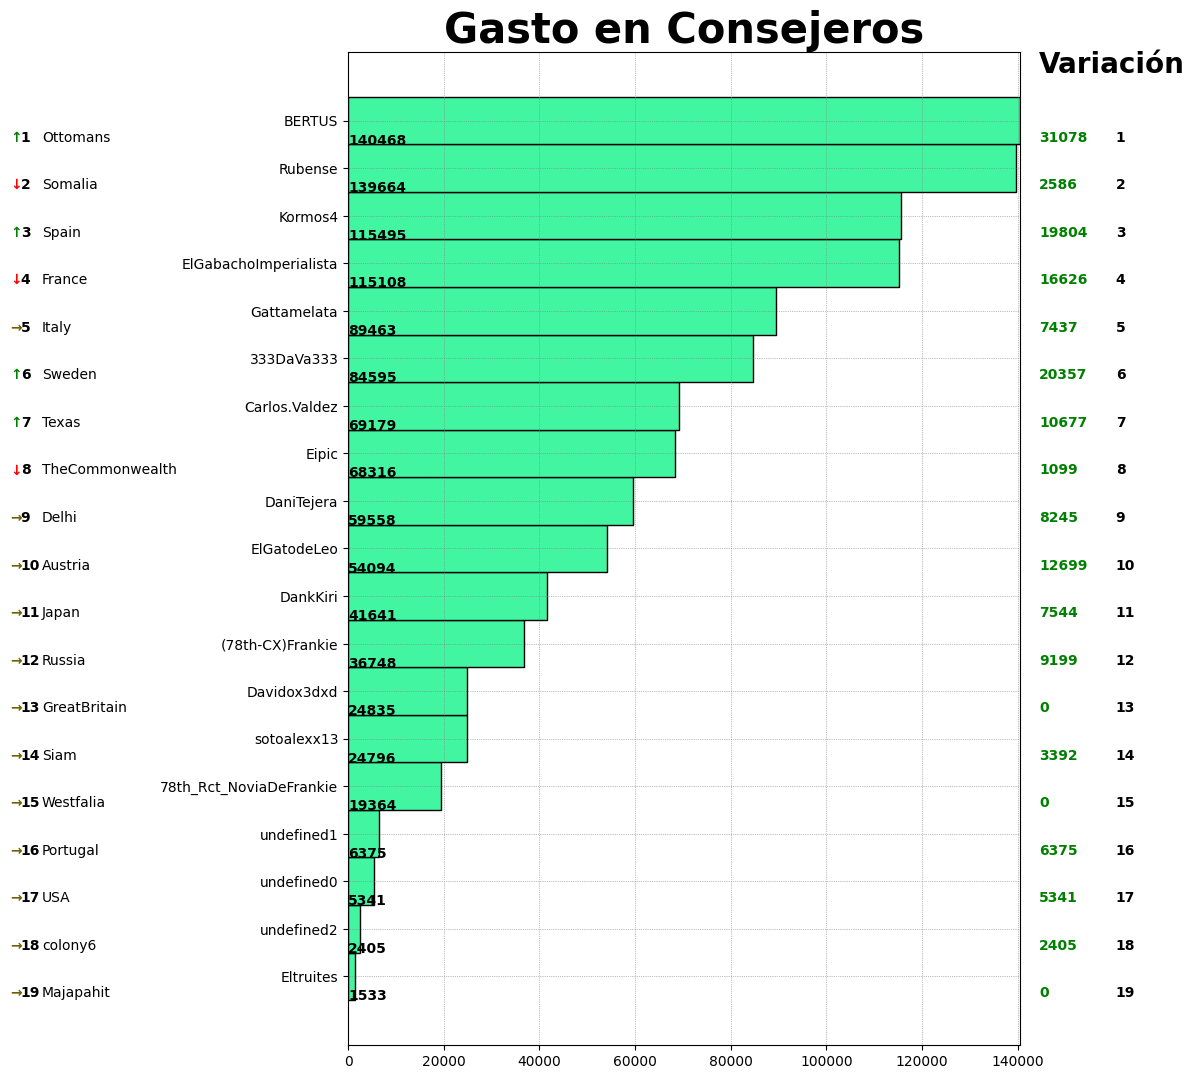 Gasto en Consejeros
Variación
↑1 Ottomans BERTUS 140468 31078 1
↓2 Somalia Rubense 139664 2586 2
↑3 Spain Kormos4 115495 19804 3
↓4 France ElGabachoImperialista 115108 16626 4
→5 Italy Gattamelata 89463 7437 5
↑6 Sweden 333DaVa333 84595 20357 6
↑7 Texas Carlos.Valdez 69179 10677 7
↓8 TheCommonwealth Eipic 68316 1099 8
→9 Delhi DaniTejera 59558 8245 9
→10 Austria ElGatodeLeo 54094 12699 10
→11 Japan DankKiri 41641 7544 11
→12 Russia (78th-CX)Frankie 36748 9199 12
→13 GreatBritain Davidox3dxd 24835 0 13
→14 Siam sotoalexx13 24796 3392 14
→15 Westfalia 78th_Rct_NoviaDeFrankie 19364 0 15
→16 Portugal undefined1 6375 6375 16
→17 USA undefined0 5341 5341 17
→18 colony6 undefined2 2405 2405 18
→19 Majapahit Eltruites 1533 0 19
0 20000 40000 60000 80000 100000 120000 140000